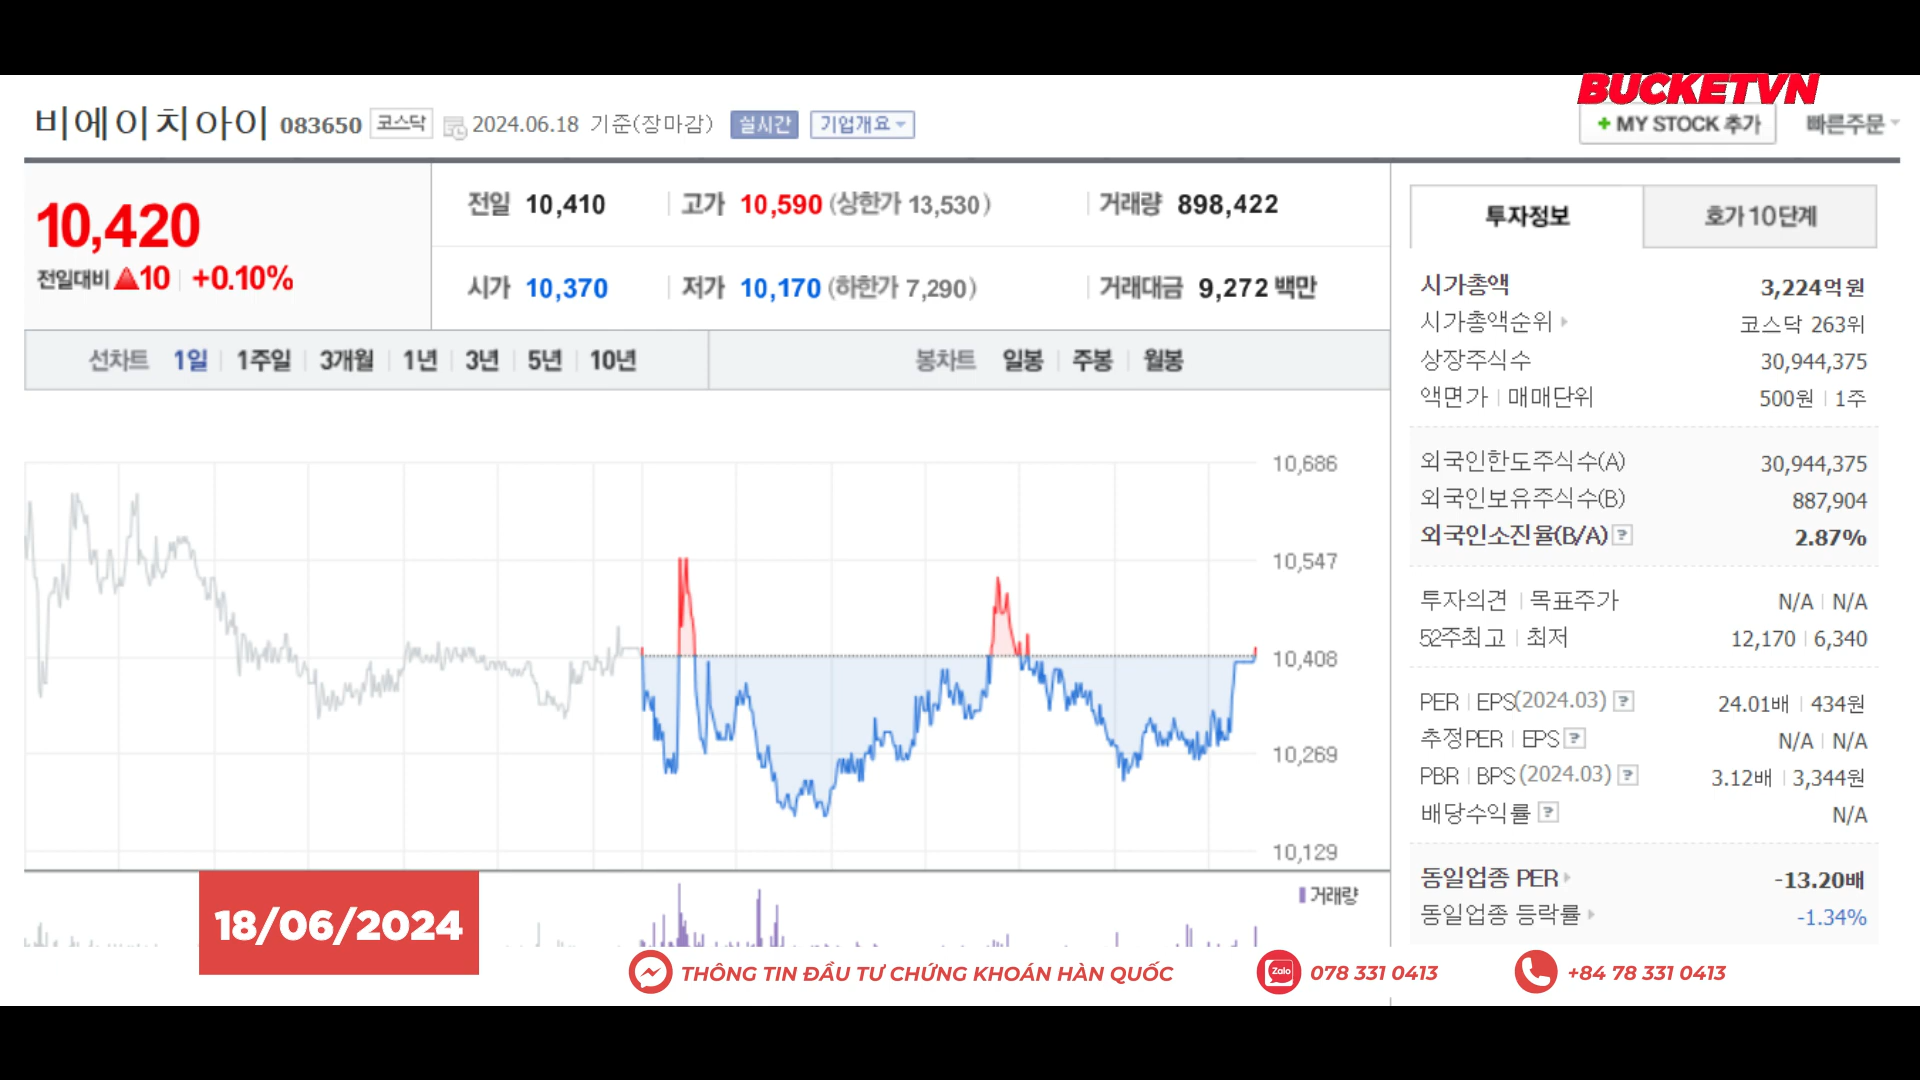 BUCKETVN
비에이치아이 083650 코스닥 2024.06.18 기준(장마감) 실시간 기업개요
+ MY STOCK 추가 빠른주문
10,420
전일대비 ▲10 +0.10%
전일 10,410 고가 10,590 (상한가 13,530) 거래량 898,422
시가 10,370 저가 10,170 (하한가 7,290) 거래대금 9,272 백만
선차트 1일 1주일 3개월 1년 3년 5년 10년 봉차트 일봉 주봉 월봉
10,686
10,547
10,408
10,269
10,129
거래량
투자정보 호가 10단계
시가총액 3,224억원
시가총액순위 코스닥 263위
상장주식수 30,944,375
액면가 매매단위 500원 1주
외국인한도주식수(A) 30,944,375
외국인보유주식수(B) 887,904
외국인소진율(B/A) ? 2.87%
투자의견 목표주가 N/A N/A
52주최고 최저 12,170 6,340
PER EPS(2024.03) ? 24.01배 434원
추정PER EPS ? N/A N/A
PBR BPS (2024.03) ? 3.12배 3,344원
배당수익률 ? N/A
동일업종 PER -13.20배
동일업종 등락률 -1.34%
18/06/2024
THÔNG TIN ĐẦU TƯ CHỨNG KHOÁN HÀN QUỐC
Zalo 078 331 0413
+84 78 331 0413